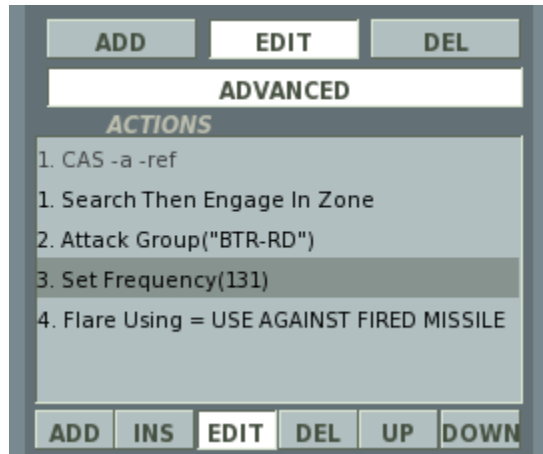 ADD EDIT DEL
ADVANCED
ACTIONS
1. CAS -a -ref
1. Search Then Engage In Zone
2. Attack Group("BTR-RD")
3. Set Frequency(131)
4. Flare Using = USE AGAINST FIRED MISSILE
ADD INS EDIT DEL UP DOWN